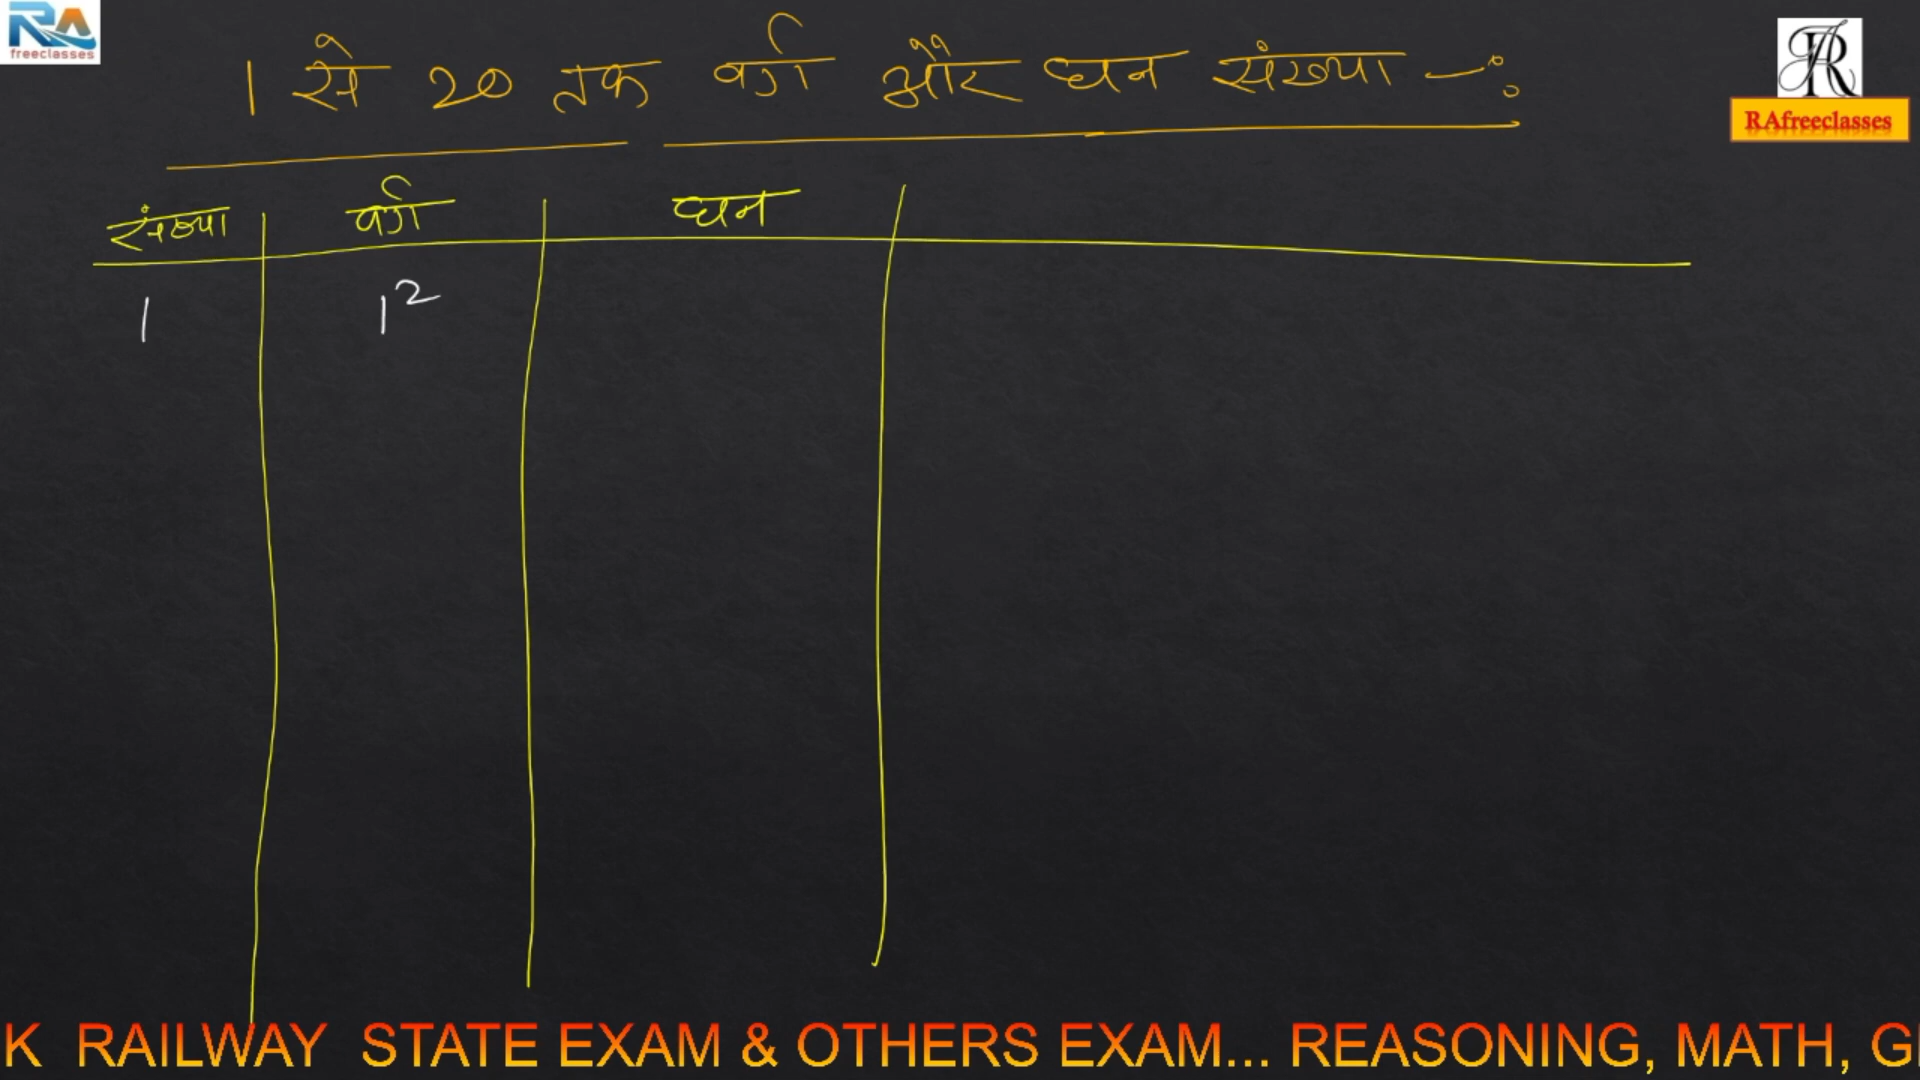 RA
freeclasses
1 से 20 तक वर्ग और घन संख्या -:
RAfreeclasses
संख्या वर्ग घन
1 1²
K RAILWAY STATE EXAM & OTHERS EXAM... REASONING, MATH, G